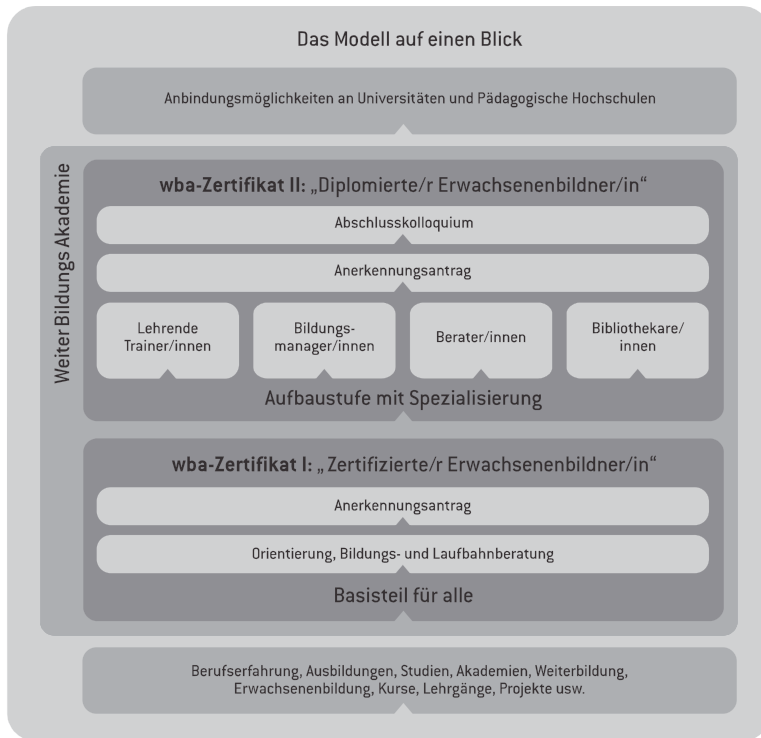 Das Modell auf einen Blick
Anbindungsmöglichkeiten an Universitäten und Pädagogische Hochschulen
Weiter Bildungs Akademie
wba-Zertifikat II: „Diplomierte/r Erwachsenenbildner/in“
Abschlusskolloquium
Anerkennungsantrag
Lehrende
Trainer/innen
Bildungs-
manager/innen
Berater/innen
Bibliothekare/
innen
Aufbaustufe mit Spezialisierung
wba-Zertifikat I: „Zertifizierte/r Erwachsenenbildner/in“
Anerkennungsantrag
Orientierung, Bildungs- und Laufbahnberatung
Basisteil für alle
Berufserfahrung, Ausbildungen, Studien, Akademien, Weiterbildung,
Erwachsenenbildung, Kurse, Lehrgänge, Projekte usw.